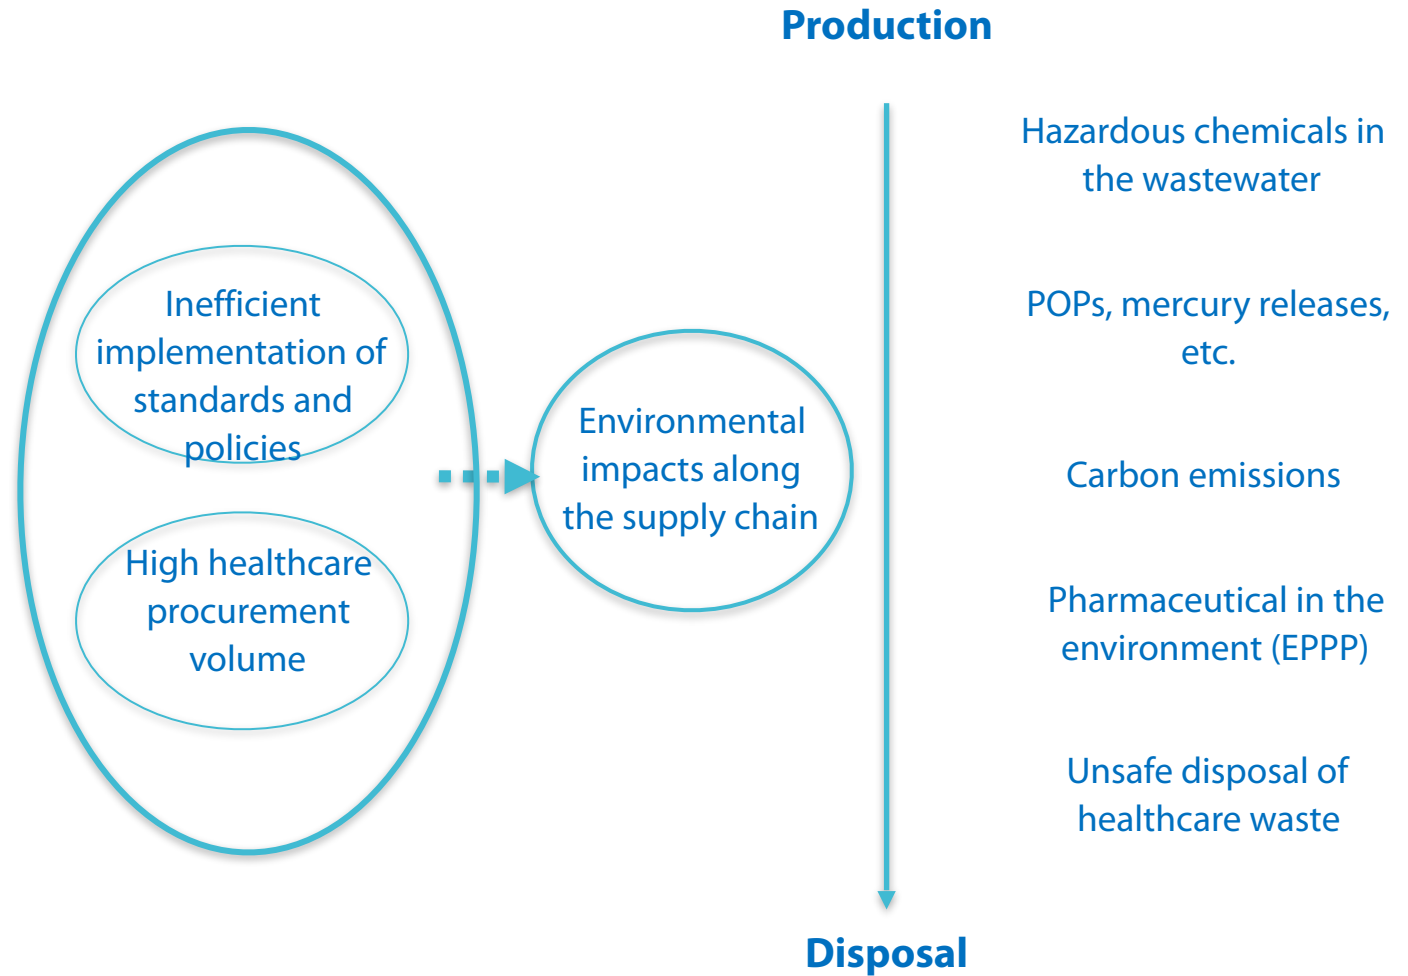 Production
Inefficient
implementation of
standards and
policies
High healthcare
procurement
volume
Environmental
impacts along
the supply chain
Hazardous chemicals in
the wastewater
POPs, mercury releases,
etc.
Carbon emissions
Pharmaceutical in the
environment (EPPP)
Unsafe disposal of
healthcare waste
Disposal